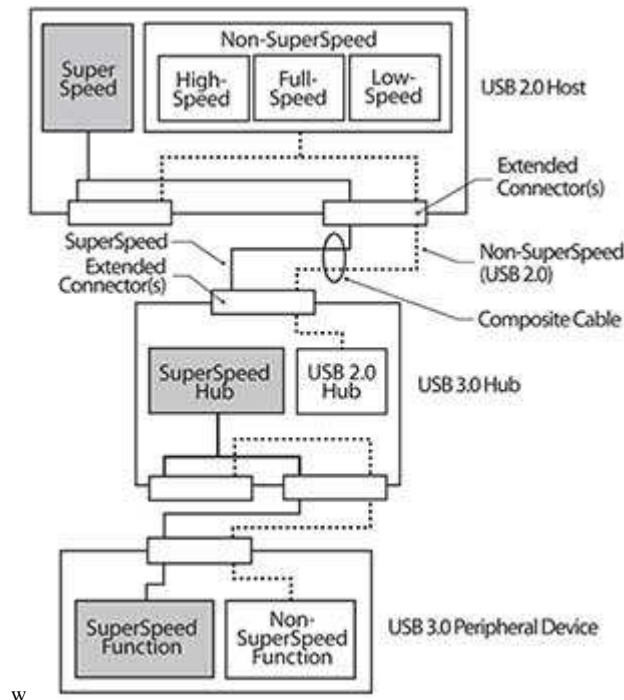 Super
Speed
Non-SuperSpeed
High-
Speed
Full-
Speed
Low-
Speed
USB 2.0 Host
Extended
Connector(s)
SuperSpeed
Extended
Connector(s)
Non-SuperSpeed
(USB 2.0)
Composite Cable
SuperSpeed
Hub
USB 2.0
Hub
USB 3.0 Hub
SuperSpeed
Function
Non-
SuperSpeed
Function
USB 3.0 Peripheral Device
w